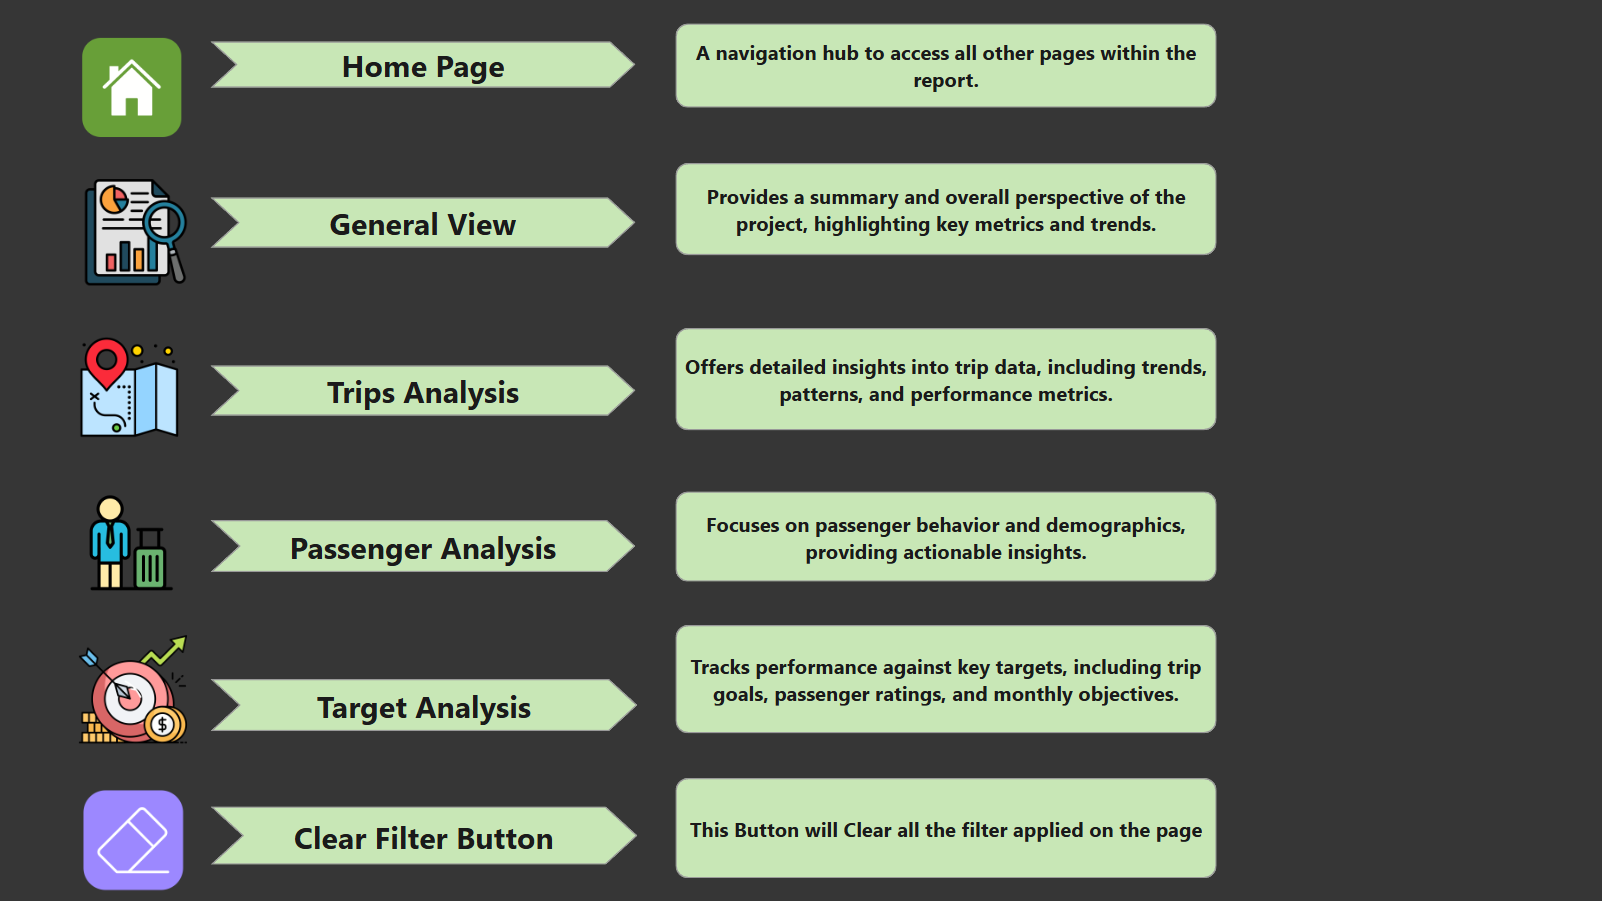 Home Page
A navigation hub to access all other pages within the
report.
General View
Provides a summary and overall perspective of the
project, highlighting key metrics and trends.
Trips Analysis
Offers detailed insights into trip data, including trends,
patterns, and performance metrics.
Passenger Analysis
Focuses on passenger behavior and demographics,
providing actionable insights.
Target Analysis
Tracks performance against key targets, including trip
goals, passenger ratings, and monthly objectives.
$
Clear Filter Button
This Button will Clear all the filter applied on the page